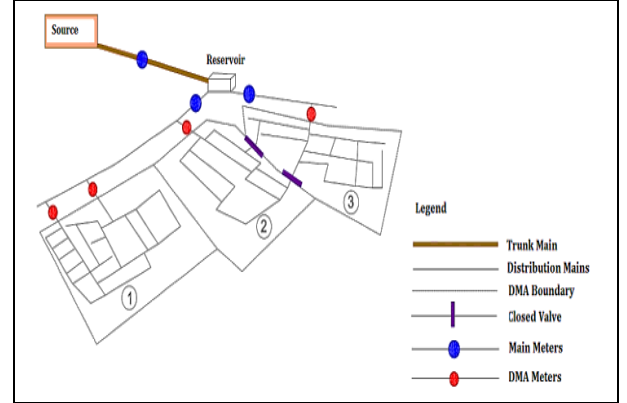 Source
Reservoir
3
2
1
Legend
Trunk Main
Distribution Mains
DMA Boundary
Closed Valve
Main Meters
DMA Meters